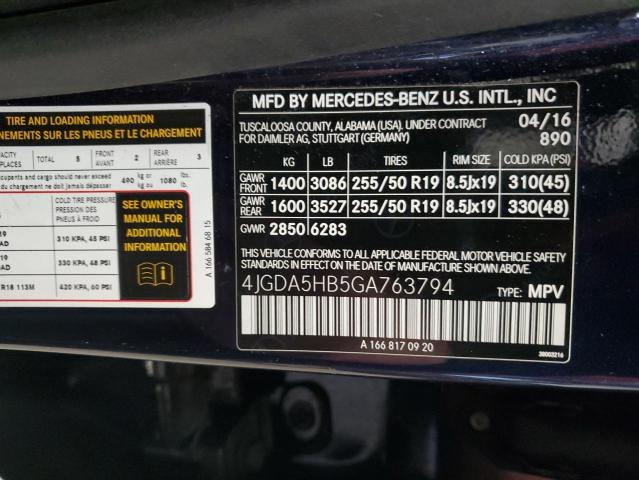 TIRE AND LOADING INFORMATION
NEMENTS SUR LES PNEUS ET LE CHARGEMENT
ACITY TOTAL 5 FRONT 2 REAR 3
PLACES AVANT ARRIÈRE
cupants and cargo should never exceed 490 kg or 1080 lbs.
cu chargement ne doit jamais dépasser kg ou lb.
COLD TIRE PRESSURE
PRESSION DES
PNEUS À FROID
19
AD 310 KPA, 45 PSI
19
AD 330 KPA, 48 PSI
R18 113M 420 KPA, 60 PSI
SEE OWNER'S
MANUAL FOR
ADDITIONAL
INFORMATION
A 166 584 68 15
MFD BY MERCEDES-BENZ U.S. INTL., INC
TUSCALOOSA COUNTY, ALABAMA (USA). UNDER CONTRACT 04/16
FOR DAIMLER AG, STUTTGART (GERMANY) 890
KG LB TIRES RIM SIZE COLD KPA (PSI)
GAWR
FRONT 1400 3086 255/50 R19 8.5Jx19 310(45)
GAWR
REAR 1600 3527 255/50 R19 8.5Jx19 330(48)
GVWR 2850 6283
THIS VEHICLE CONFORMS TO ALL APPLICABLE FEDERAL MOTOR VEHICLE SAFETY
STANDARDS IN EFFECT ON THE DATE OF MANUFACTURE SHOWN ABOVE.
4JGDA5HB5GA763794 TYPE: MPV
A 166 817 09 20
38003216